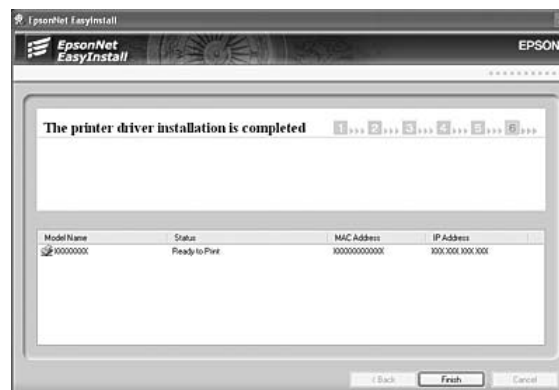 EpsonNet EasyInstall
EpsonNet
EasyInstall
EPSON
The printer driver installation is completed
1 2 3 4 5 6
Model Name Status MAC Address IP Address
XXXXXXXX Ready to Print XXXXXXXXXXXX XXX.XXX.XXX.XXX
< Back Finish Cancel